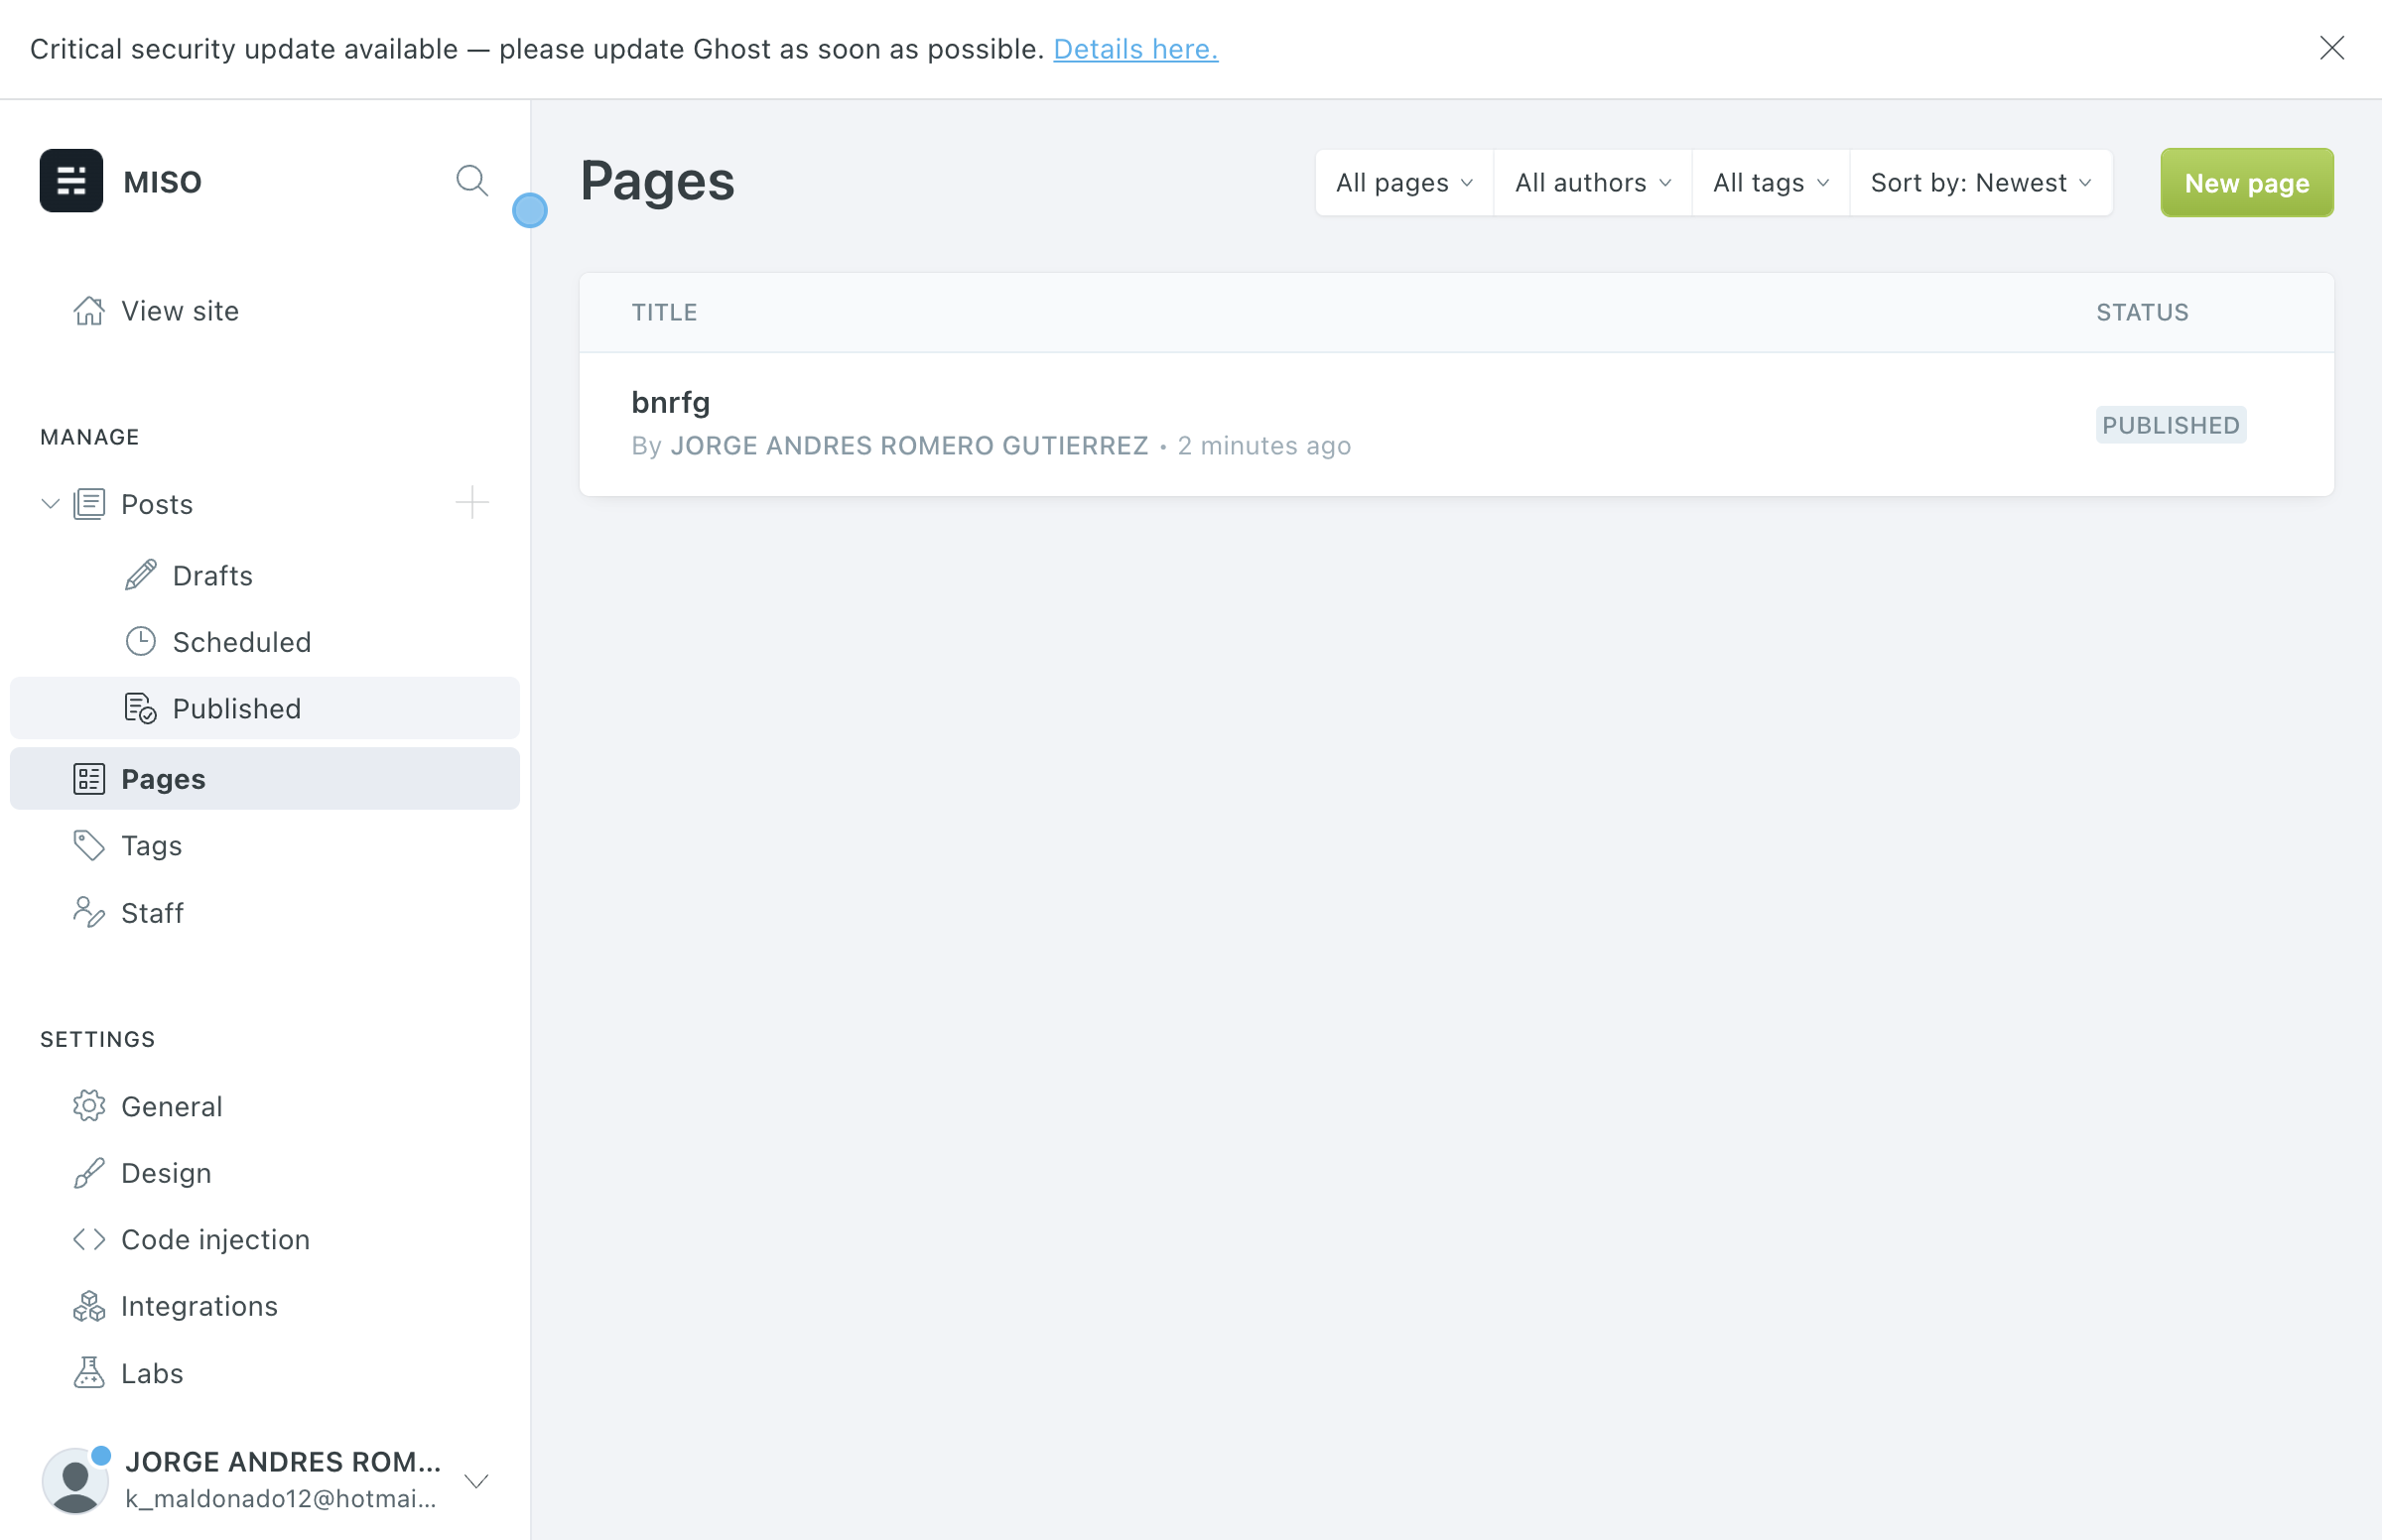 Critical security update available — please update Ghost as soon as possible. Details here.
MISO
View site
MANAGE
Posts
Drafts
Scheduled
Published
Pages
Tags
Staff
SETTINGS
General
Design
Code injection
Integrations
Labs
JORGE ANDRES ROM...
k_maldonado12@hotmai...
Pages
All pages
All authors
All tags
Sort by: Newest
New page
TITLE
STATUS
bnrfg
By JORGE ANDRES ROMERO GUTIERREZ • 2 minutes ago
PUBLISHED